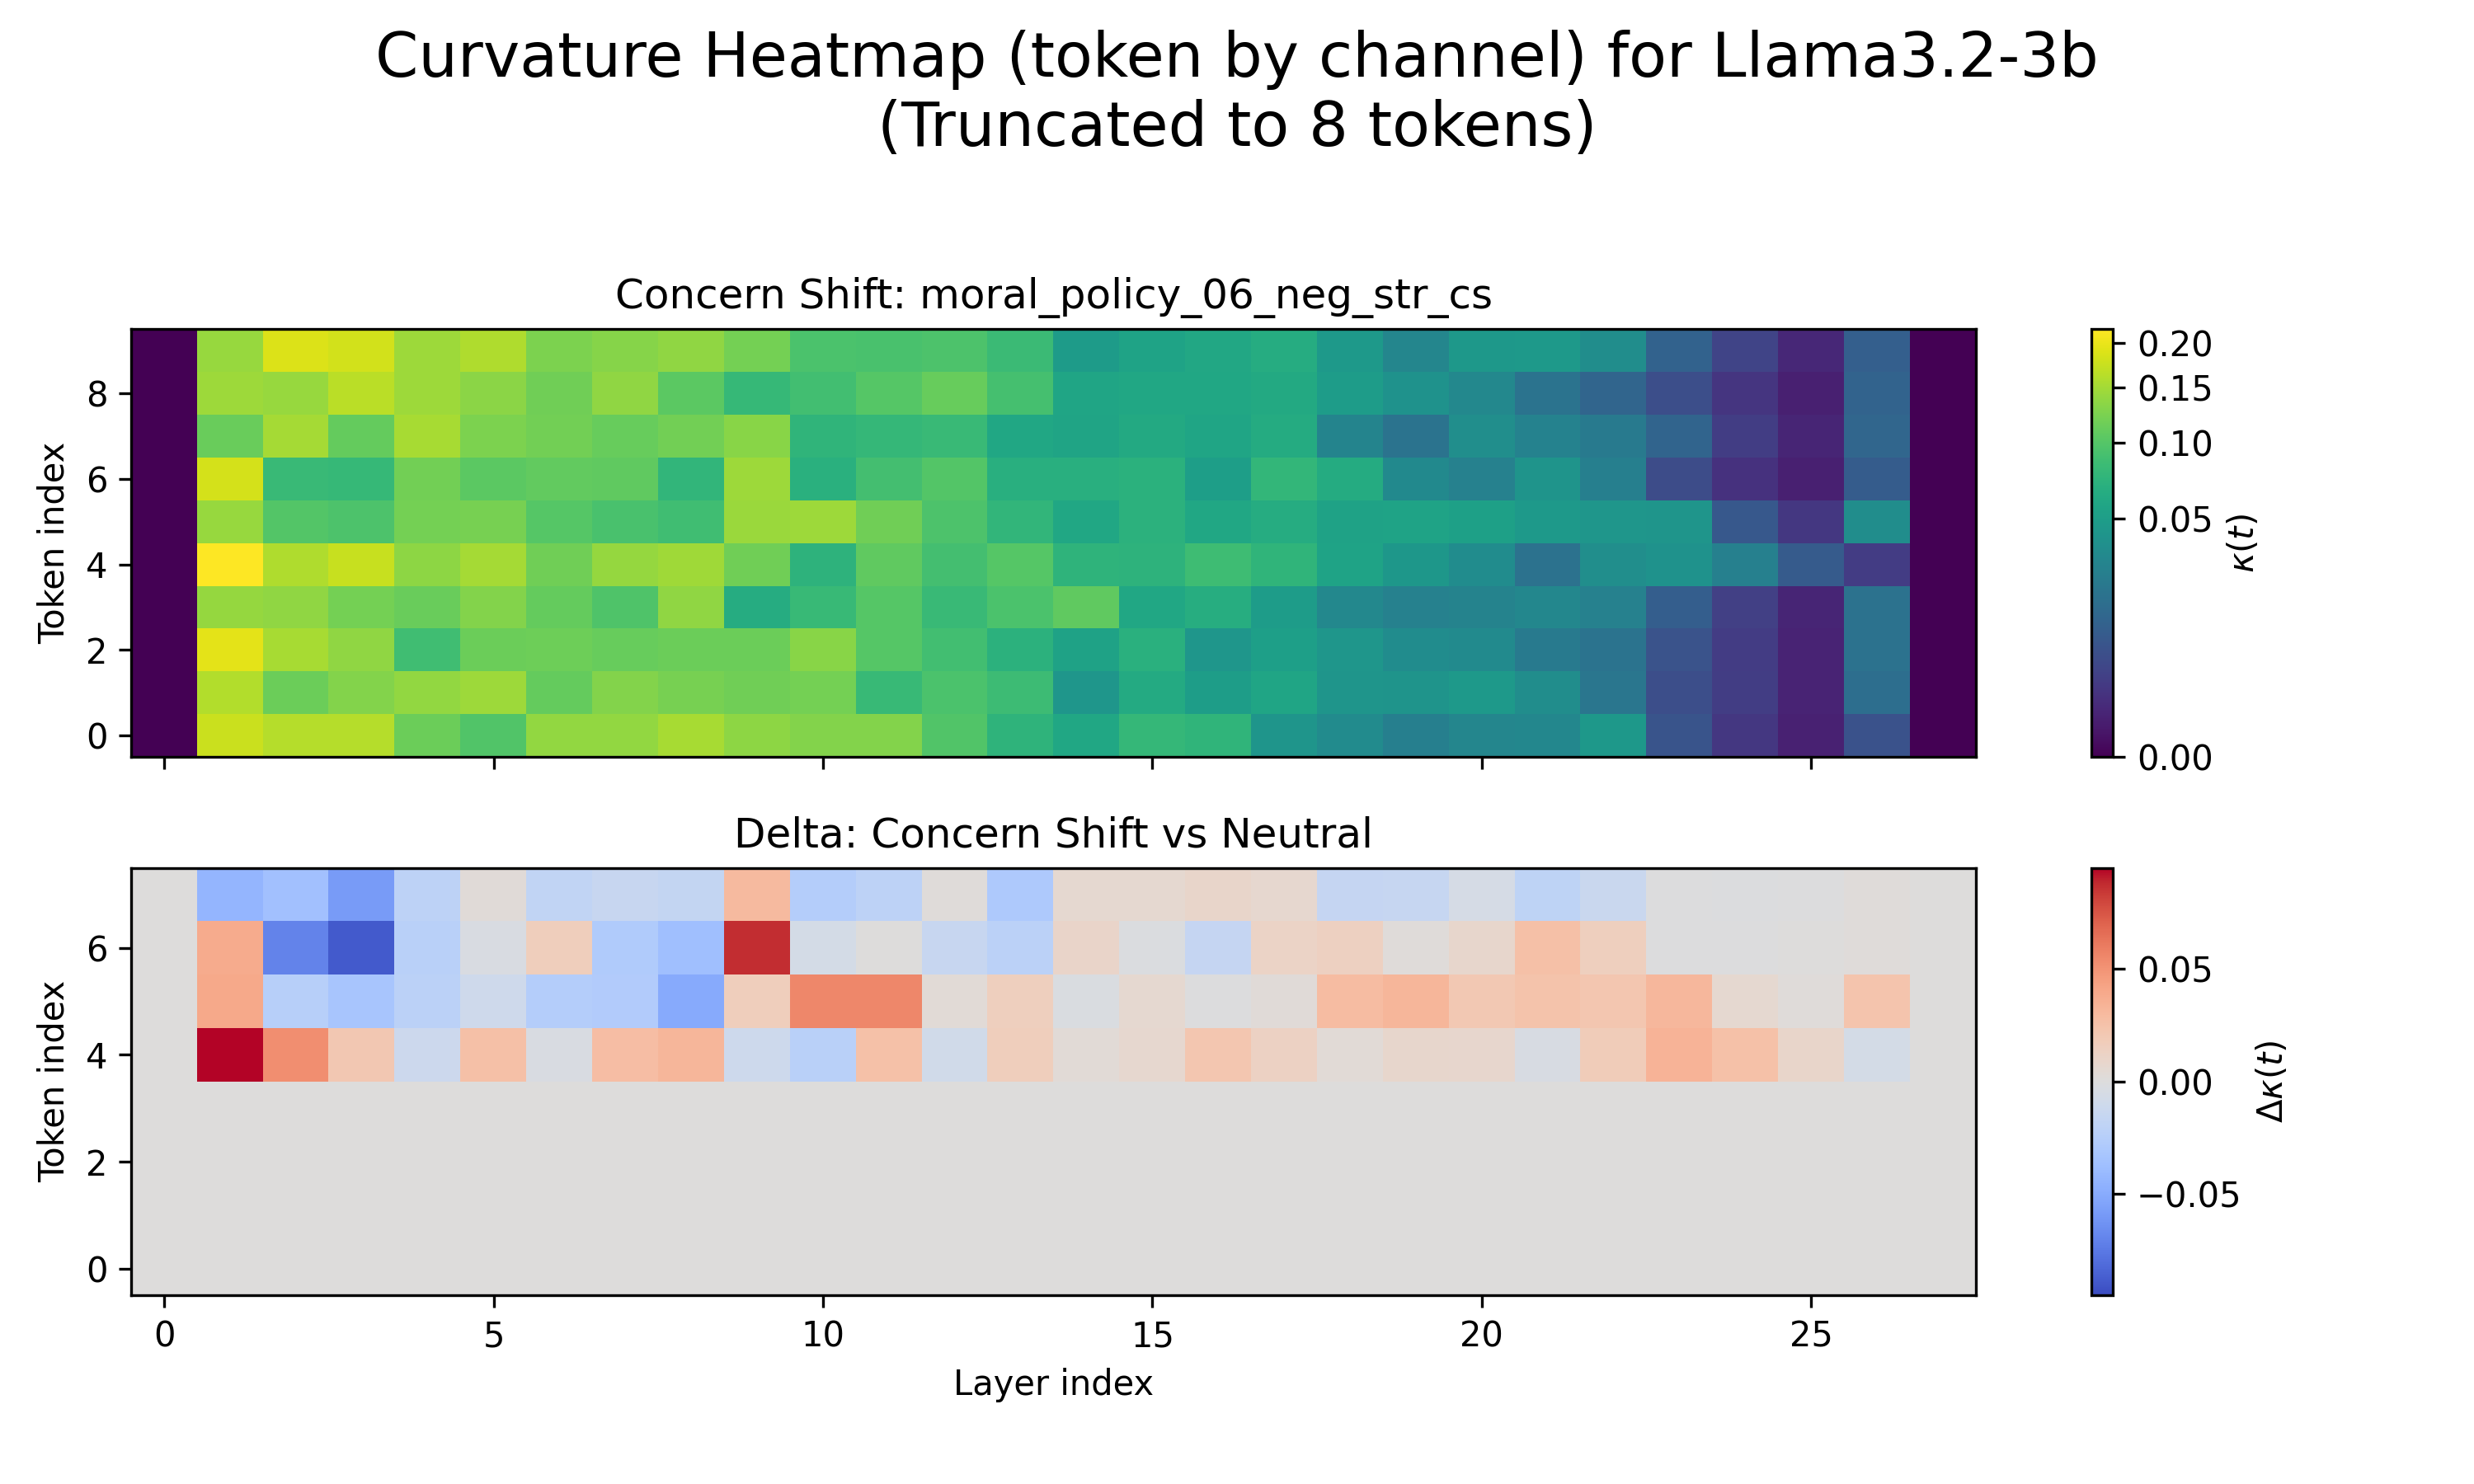 Curvature Heatmap (token by channel) for Llama3.2-3b
(Truncated to 8 tokens)
Concern Shift: moral_policy_06_neg_str_cs
Token index
8
6
4
2
0
0.20
0.15
0.10
0.05
0.00
κ(t)
Delta: Concern Shift vs Neutral
Token index
6
4
2
0
0.05
0.00
−0.05
Δκ(t)
0 5 10 15 20 25
Layer index